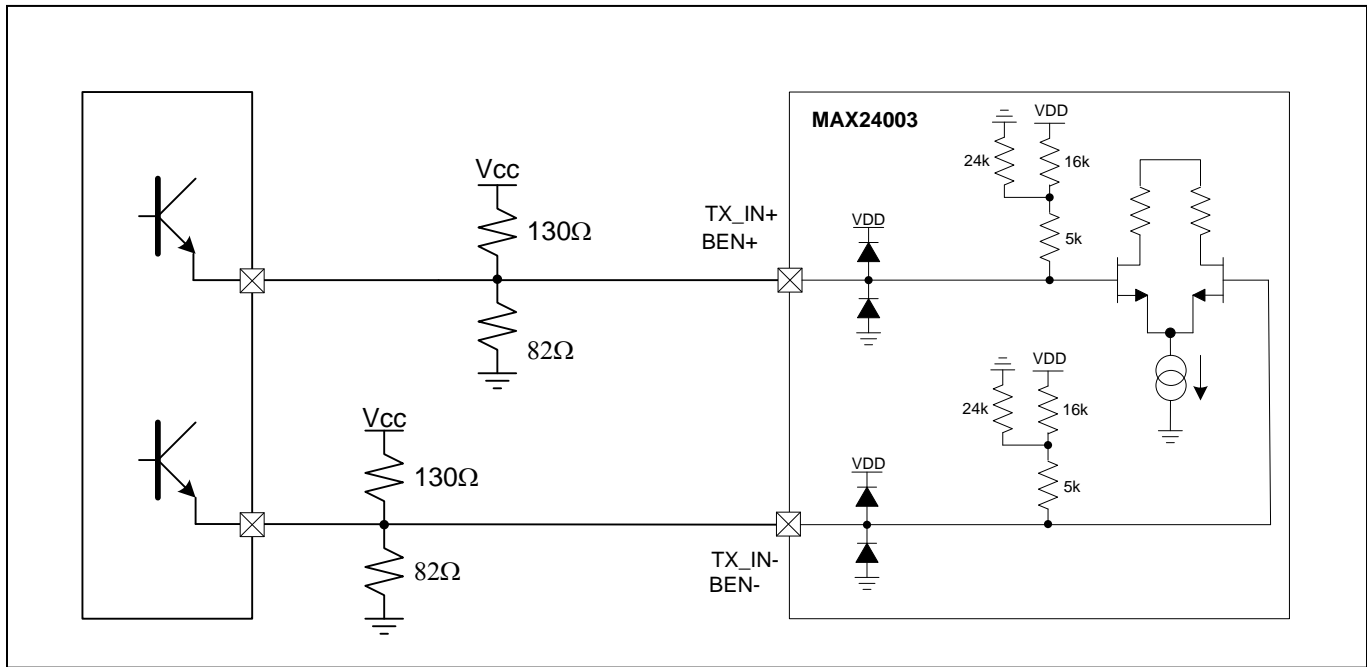 MAX24003
VDD
24k
16k
5k
Vcc
130Ω
82Ω
TX_IN+
BEN+
VDD
VDD
24k
16k
5k
Vcc
130Ω
82Ω
VDD
TX_IN-
BEN-